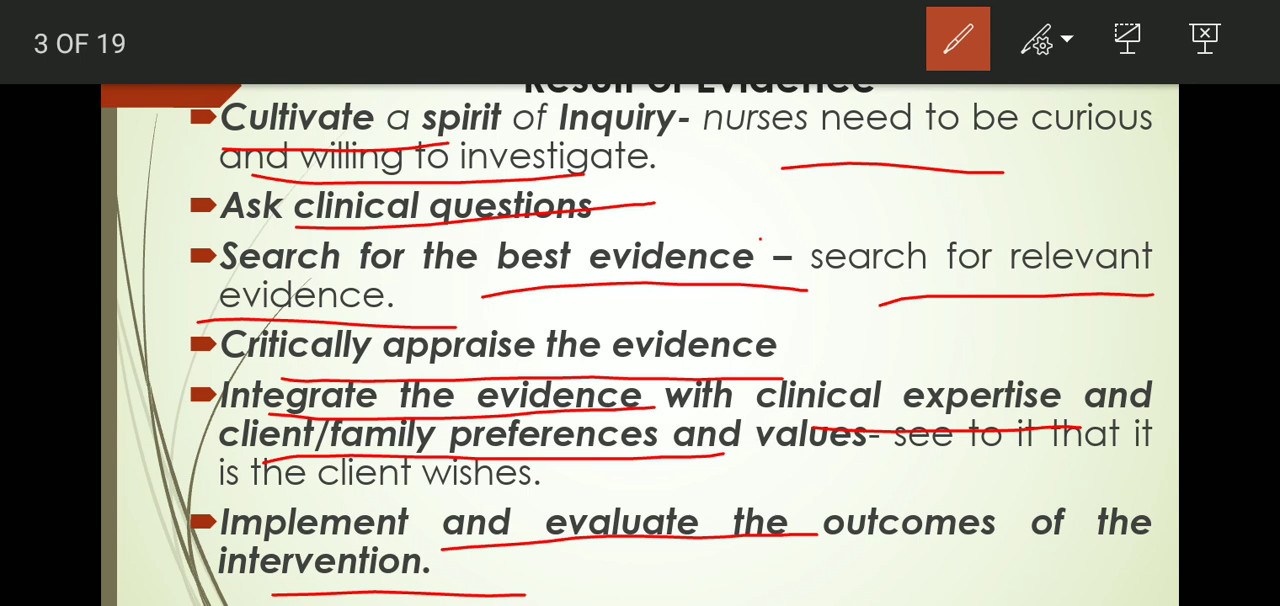 3 OF 19
Result of Evidence
Cultivate a spirit of Inquiry- nurses need to be curious
and willing to investigate.
Ask clinical questions
Search for the best evidence – search for relevant
evidence.
Critically appraise the evidence
Integrate the evidence with clinical expertise and
client/family preferences and values- see to it that it
is the client wishes.
Implement and evaluate the outcomes of the
intervention.